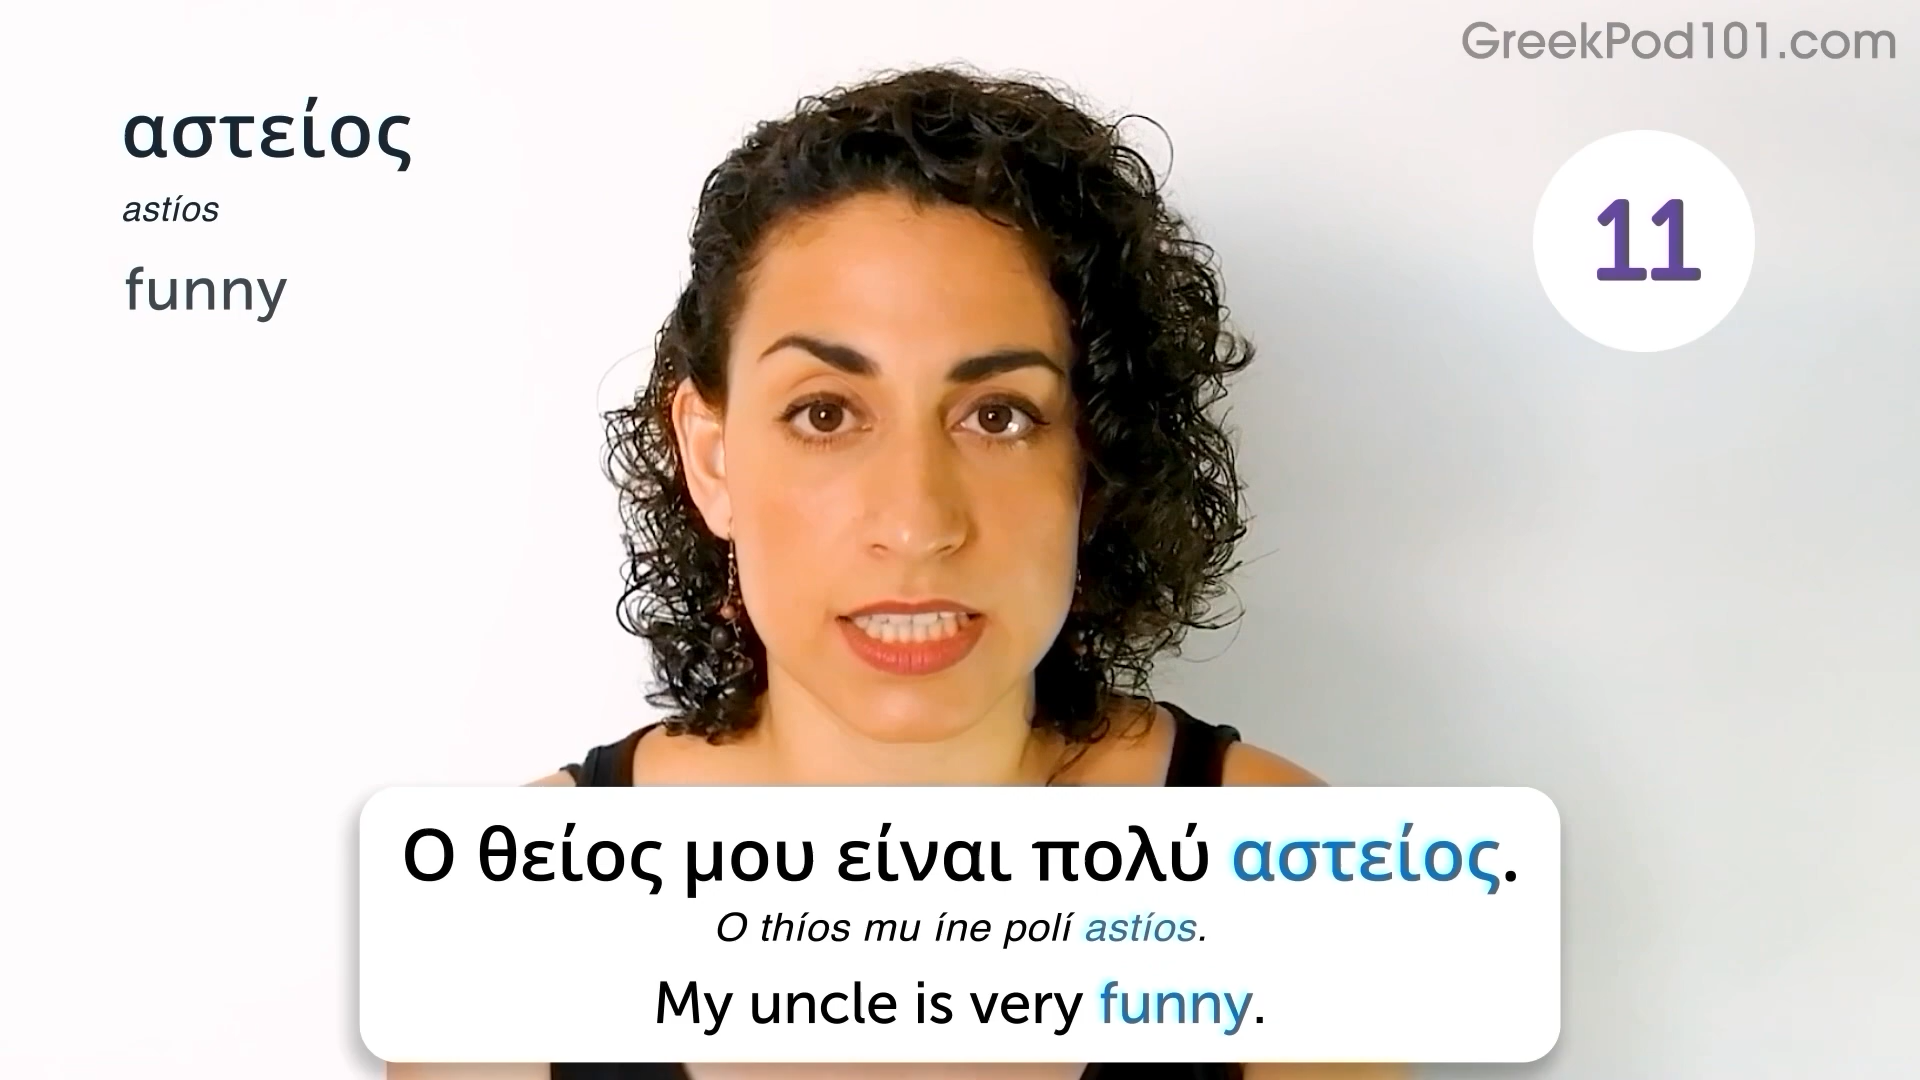 GreekPod101.com
αστείος
astíos
funny
11
Ο θείος μου είναι πολύ αστείος.
O thíos mu íne polí astíos.
My uncle is very funny.